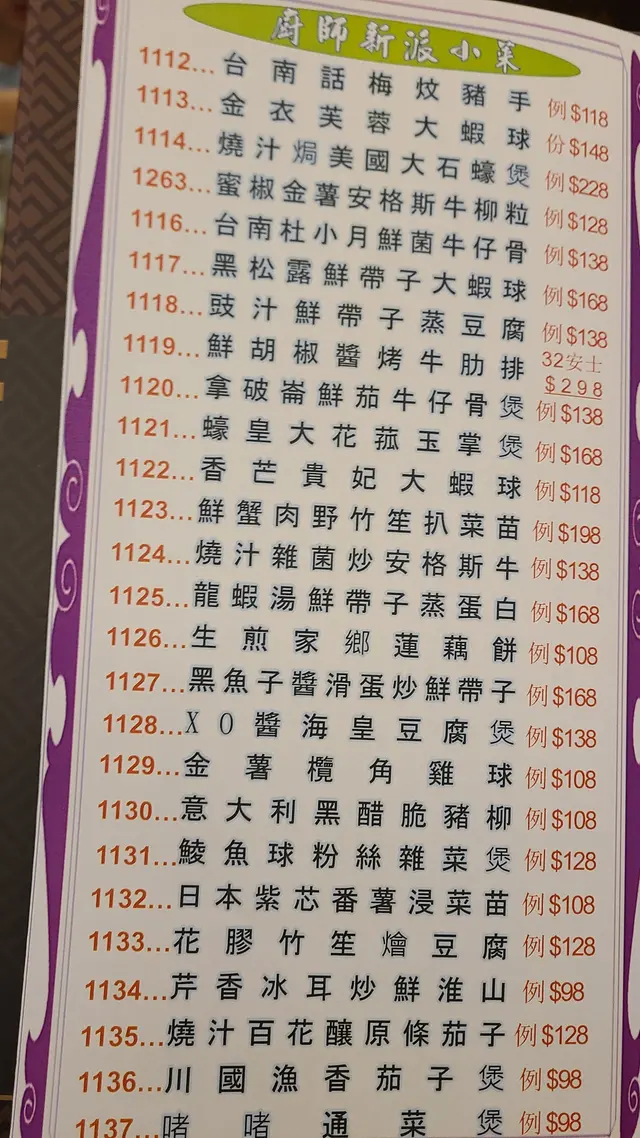 廚師新派小菜
1112...台南話梅炆豬手 例$118
1113...金衣芙蓉大蝦球 份$148
1114...燒汁焗美國大石蠔煲 例$228
1263...蜜椒金薯安格斯牛柳粒 例$128
1116...台南杜小月鮮菌牛仔骨 例$138
1117...黑松露鮮帶子大蝦球 例$168
1118...豉汁鮮帶子蒸豆腐 例$138
1119...鮮胡椒醬烤牛肋排 32安士 $298
1120...拿破崙鮮茄牛仔骨煲 例$138
1121...蠔皇大花菰玉掌煲 例$168
1122...香芒貴妃大蝦球 例$118
1123...鮮蟹肉野竹笙扒菜苗 例$198
1124...燒汁雜菌炒安格斯牛 例$138
1125...龍蝦湯鮮帶子蒸蛋白 例$168
1126...生煎家鄉蓮藕餅 例$108
1127...黑魚子醬滑蛋炒鮮帶子 例$168
1128...XO醬海皇豆腐煲 例$138
1129...金薯欖角雞球 例$108
1130...意大利黑醋脆豬柳 例$108
1131...鯪魚球粉絲雜菜煲 例$128
1132...日本紫芯番薯浸菜苗 例$108
1133...花膠竹笙燴豆腐 例$128
1134...芹香冰耳炒鮮淮山 例$98
1135...燒汁百花釀原條茄子 例$128
1136...川國漁香茄子煲 例$98
1137...啫啫通菜煲 例$98